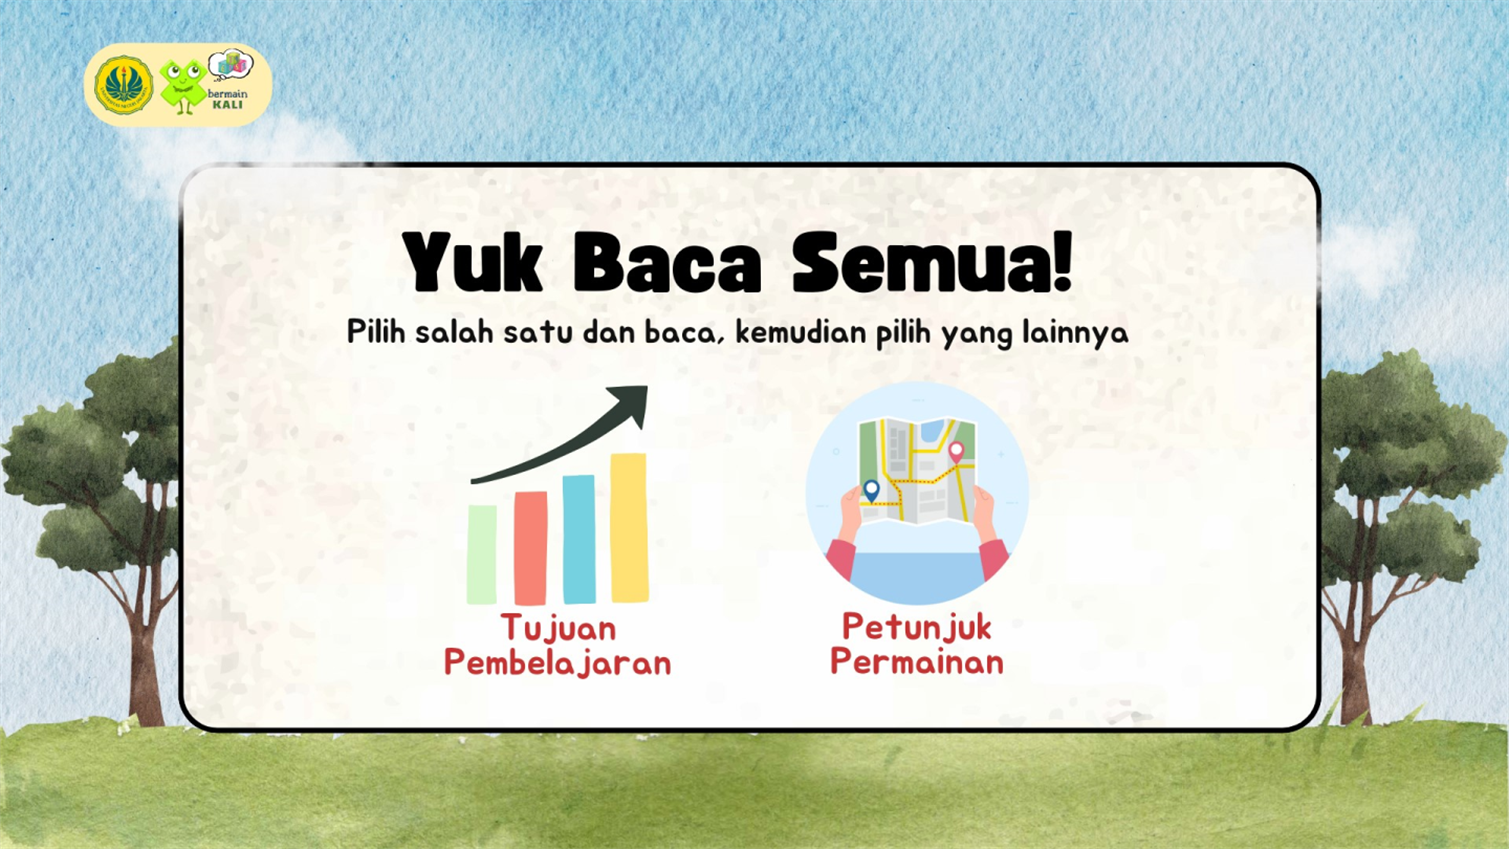 bermain
KALI
Yuk Baca Semua!
Pilih salah satu dan baca, kemudian pilih yang lainnya
Tujuan
Pembelajaran
Petunjuk
Permainan